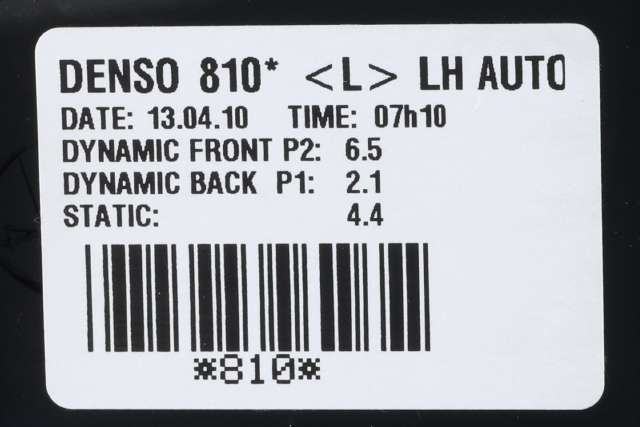 DENSO 810* <L> LH AUTO
DATE: 13.04.10 TIME: 07h10
DYNAMIC FRONT P2: 6.5
DYNAMIC BACK P1: 2.1
STATIC: 4.4
*810*